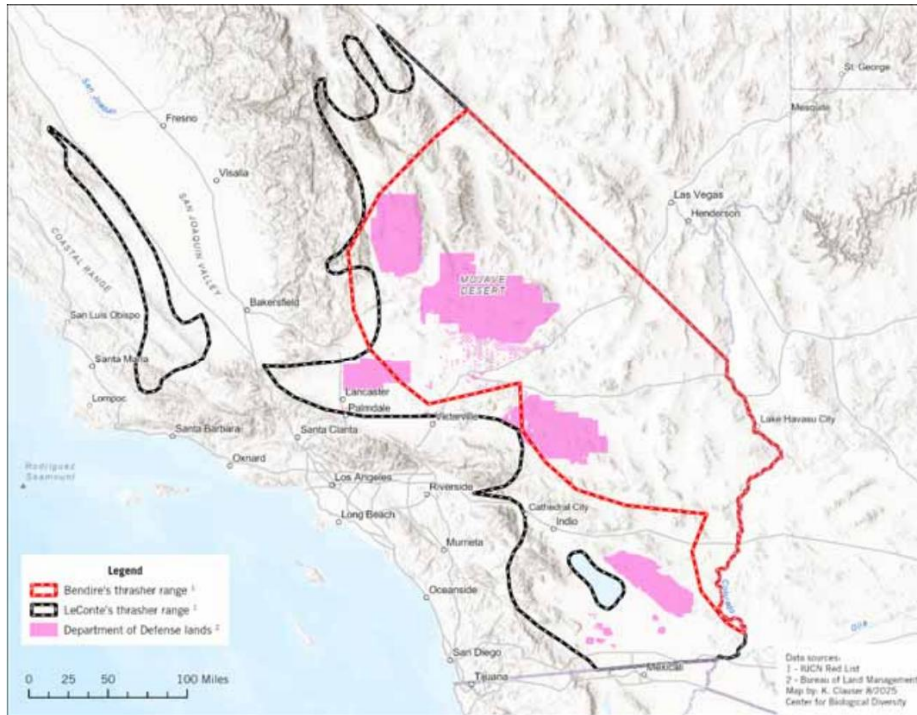 St. George
Mesquite
San Joaquin
Fresno
Visalia
SAN JOAQUIN VALLEY
COASTAL RANGE
Las Vegas
Henderson
MOJAVE
DESERT
Bakersfield
San Luis Obispo
Santa Maria
Lompoc
Lancaster
Palmdale
Victorville
Lake Havasu City
Santa Barbara
Santa Clarita
Oxnard
Rodriguez
Seamount
Los Angeles
Riverside
Long Beach
Cathedral City
Indio
Murrieta
Oceanside
Colorado
Gila
San Diego
Tijuana
Mexicali
Legend
Bendire's thrasher range 1
LeConte's thrasher range 1
Department of Defense lands 2
0 25 50 100 Miles
Data sources:
1 - IUCN Red List
2 - Bureau of Land Management
Map by: K. Clauser 8/2025
Center for Biological Diversity